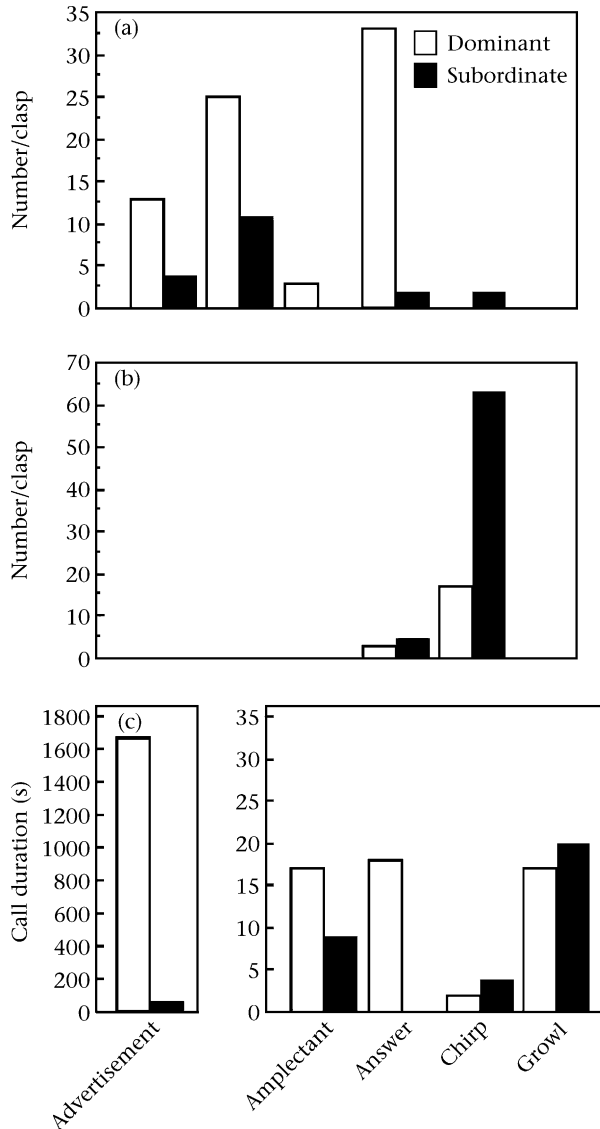 (a)
Dominant
Subordinate
Number/clasp
35
30
25
20
15
10
5
0
(b)
Number/clasp
70
60
50
40
30
20
10
0
(c)
Call duration (s)
1800
1600
1400
1200
1000
800
600
400
200
0
35
30
25
20
15
10
5
0
Advertisement
Amplectant
Answer
Chirp
Growl